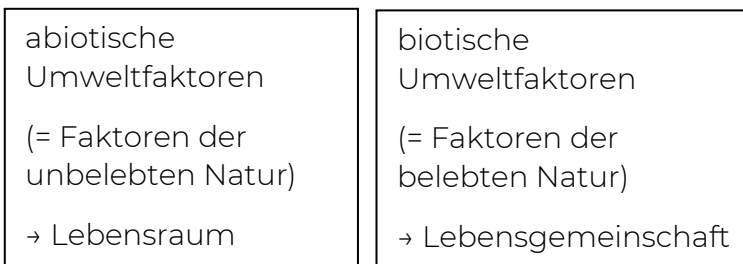 abiotische
Umweltfaktoren
(= Faktoren der
unbelebten Natur)
→ Lebensraum
biotische
Umweltfaktoren
(= Faktoren der
belebten Natur)
→ Lebensgemeinschaft